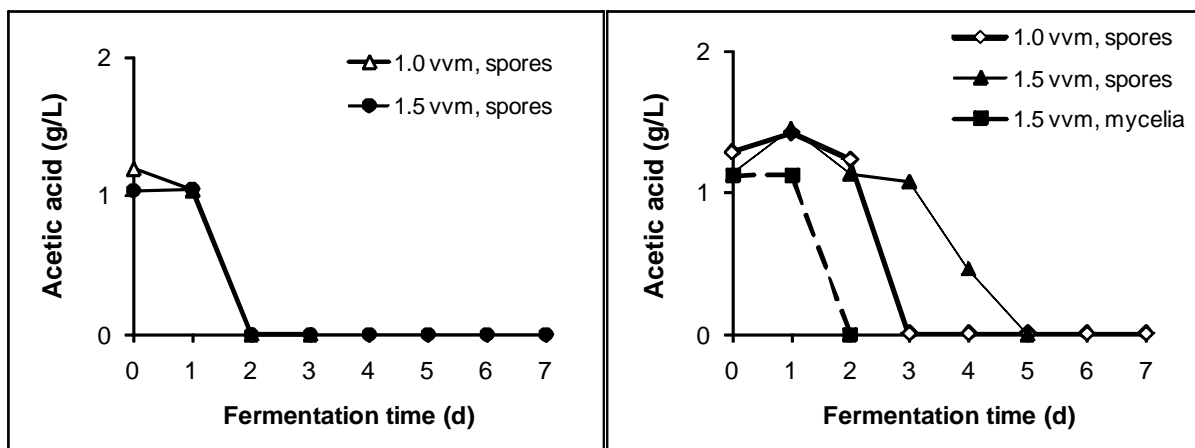 2
1
0
Acetic acid (g/L)
1.0 vvm, spores
1.5 vvm, spores
0 1 2 3 4 5 6 7
Fermentation time (d)
2
1
0
Acetic acid (g/L)
1.0 vvm, spores
1.5 vvm, spores
1.5 vvm, mycelia
0 1 2 3 4 5 6 7
Fermentation time (d)